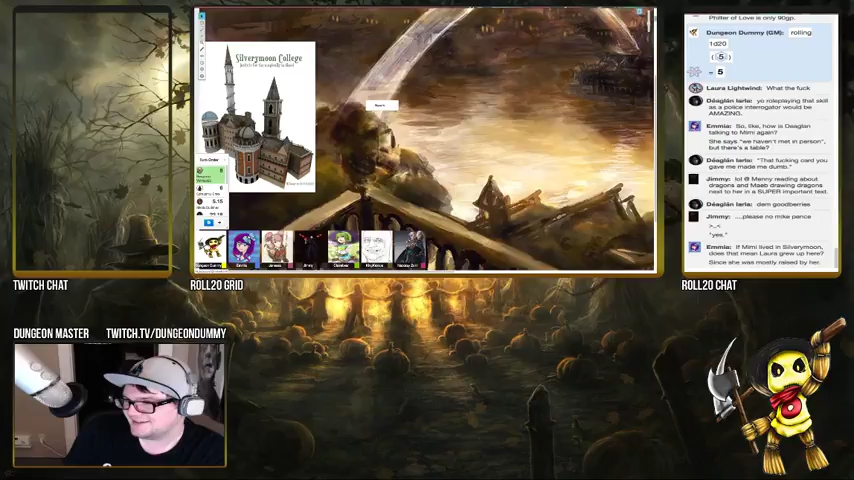 Silverymoon College
Turn Order
5.15
TWITCH CHAT
ROLL20 GRID
ROLL20 CHAT
Philter of Love is only 90gp.
Dungeon Dummy (GM): rolling
1d20
(5)
= 5
Laura Lightwind: What the fuck
Déaglán Iarla: yo roleplaying that skill
as a police interrogator would be
AMAZING.
Emmia: So, like, how is Deaglan
talking to Mimi again?
She says "we haven't met in person",
but there's a table?
Déaglán Iarla: "That fucking card you
gave me made me dumb."
Jimmy: lol @ Menny reading about
dragons and Maeb drawing dragons
next to her in a SUPER important text.
Déaglán Iarla: dem goodberries
Jimmy: ....please no mike pence
>.<
"yes."
Emmia: If Mimi lived in Silverymoon,
does that mean Laura grew up here?
Since she was mostly raised by her.
DUNGEON MASTER
TWITCH.TV/DUNGEONDUMMY